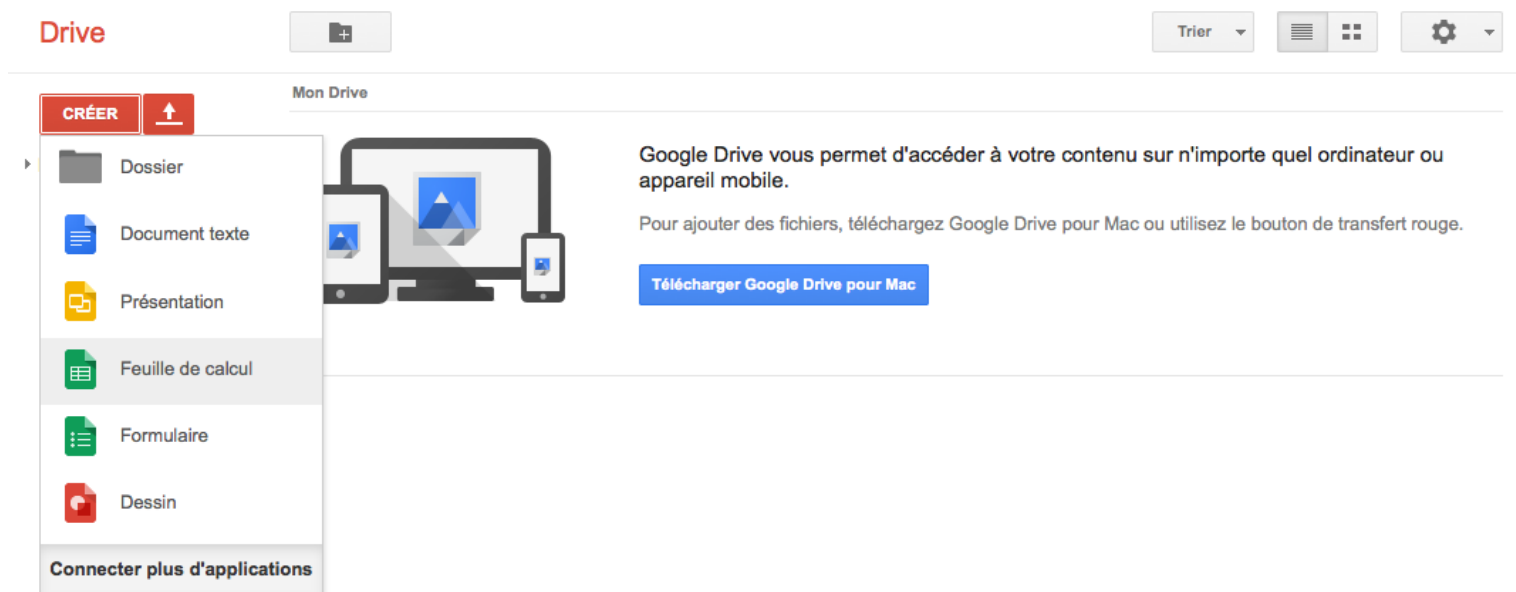 Drive
Trier
CRÉER
Mon Drive
Dossier
Document texte
Présentation
Feuille de calcul
Formulaire
Dessin
Connecter plus d'applications
Google Drive vous permet d'accéder à votre contenu sur n'importe quel ordinateur ou
appareil mobile.
Pour ajouter des fichiers, téléchargez Google Drive pour Mac ou utilisez le bouton de transfert rouge.
Télécharger Google Drive pour Mac